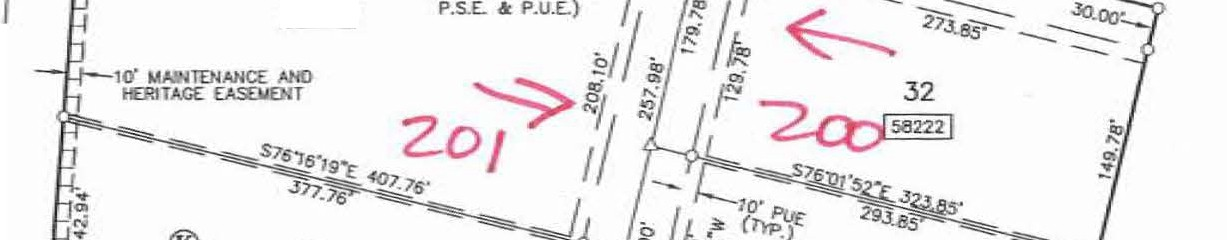 P.S.E. & P.U.E.)
179.78'
30.00'
273.85'
10' MAINTENANCE AND
HERITAGE EASEMENT
208.10'
257.98'
129.78'
32
58222
201
200
149.78'
S76°16'19"E 407.76'
377.76'
S76°01'52"E 323.85'
293.85'
10' PUE
(TYP.)
42.94'
"W